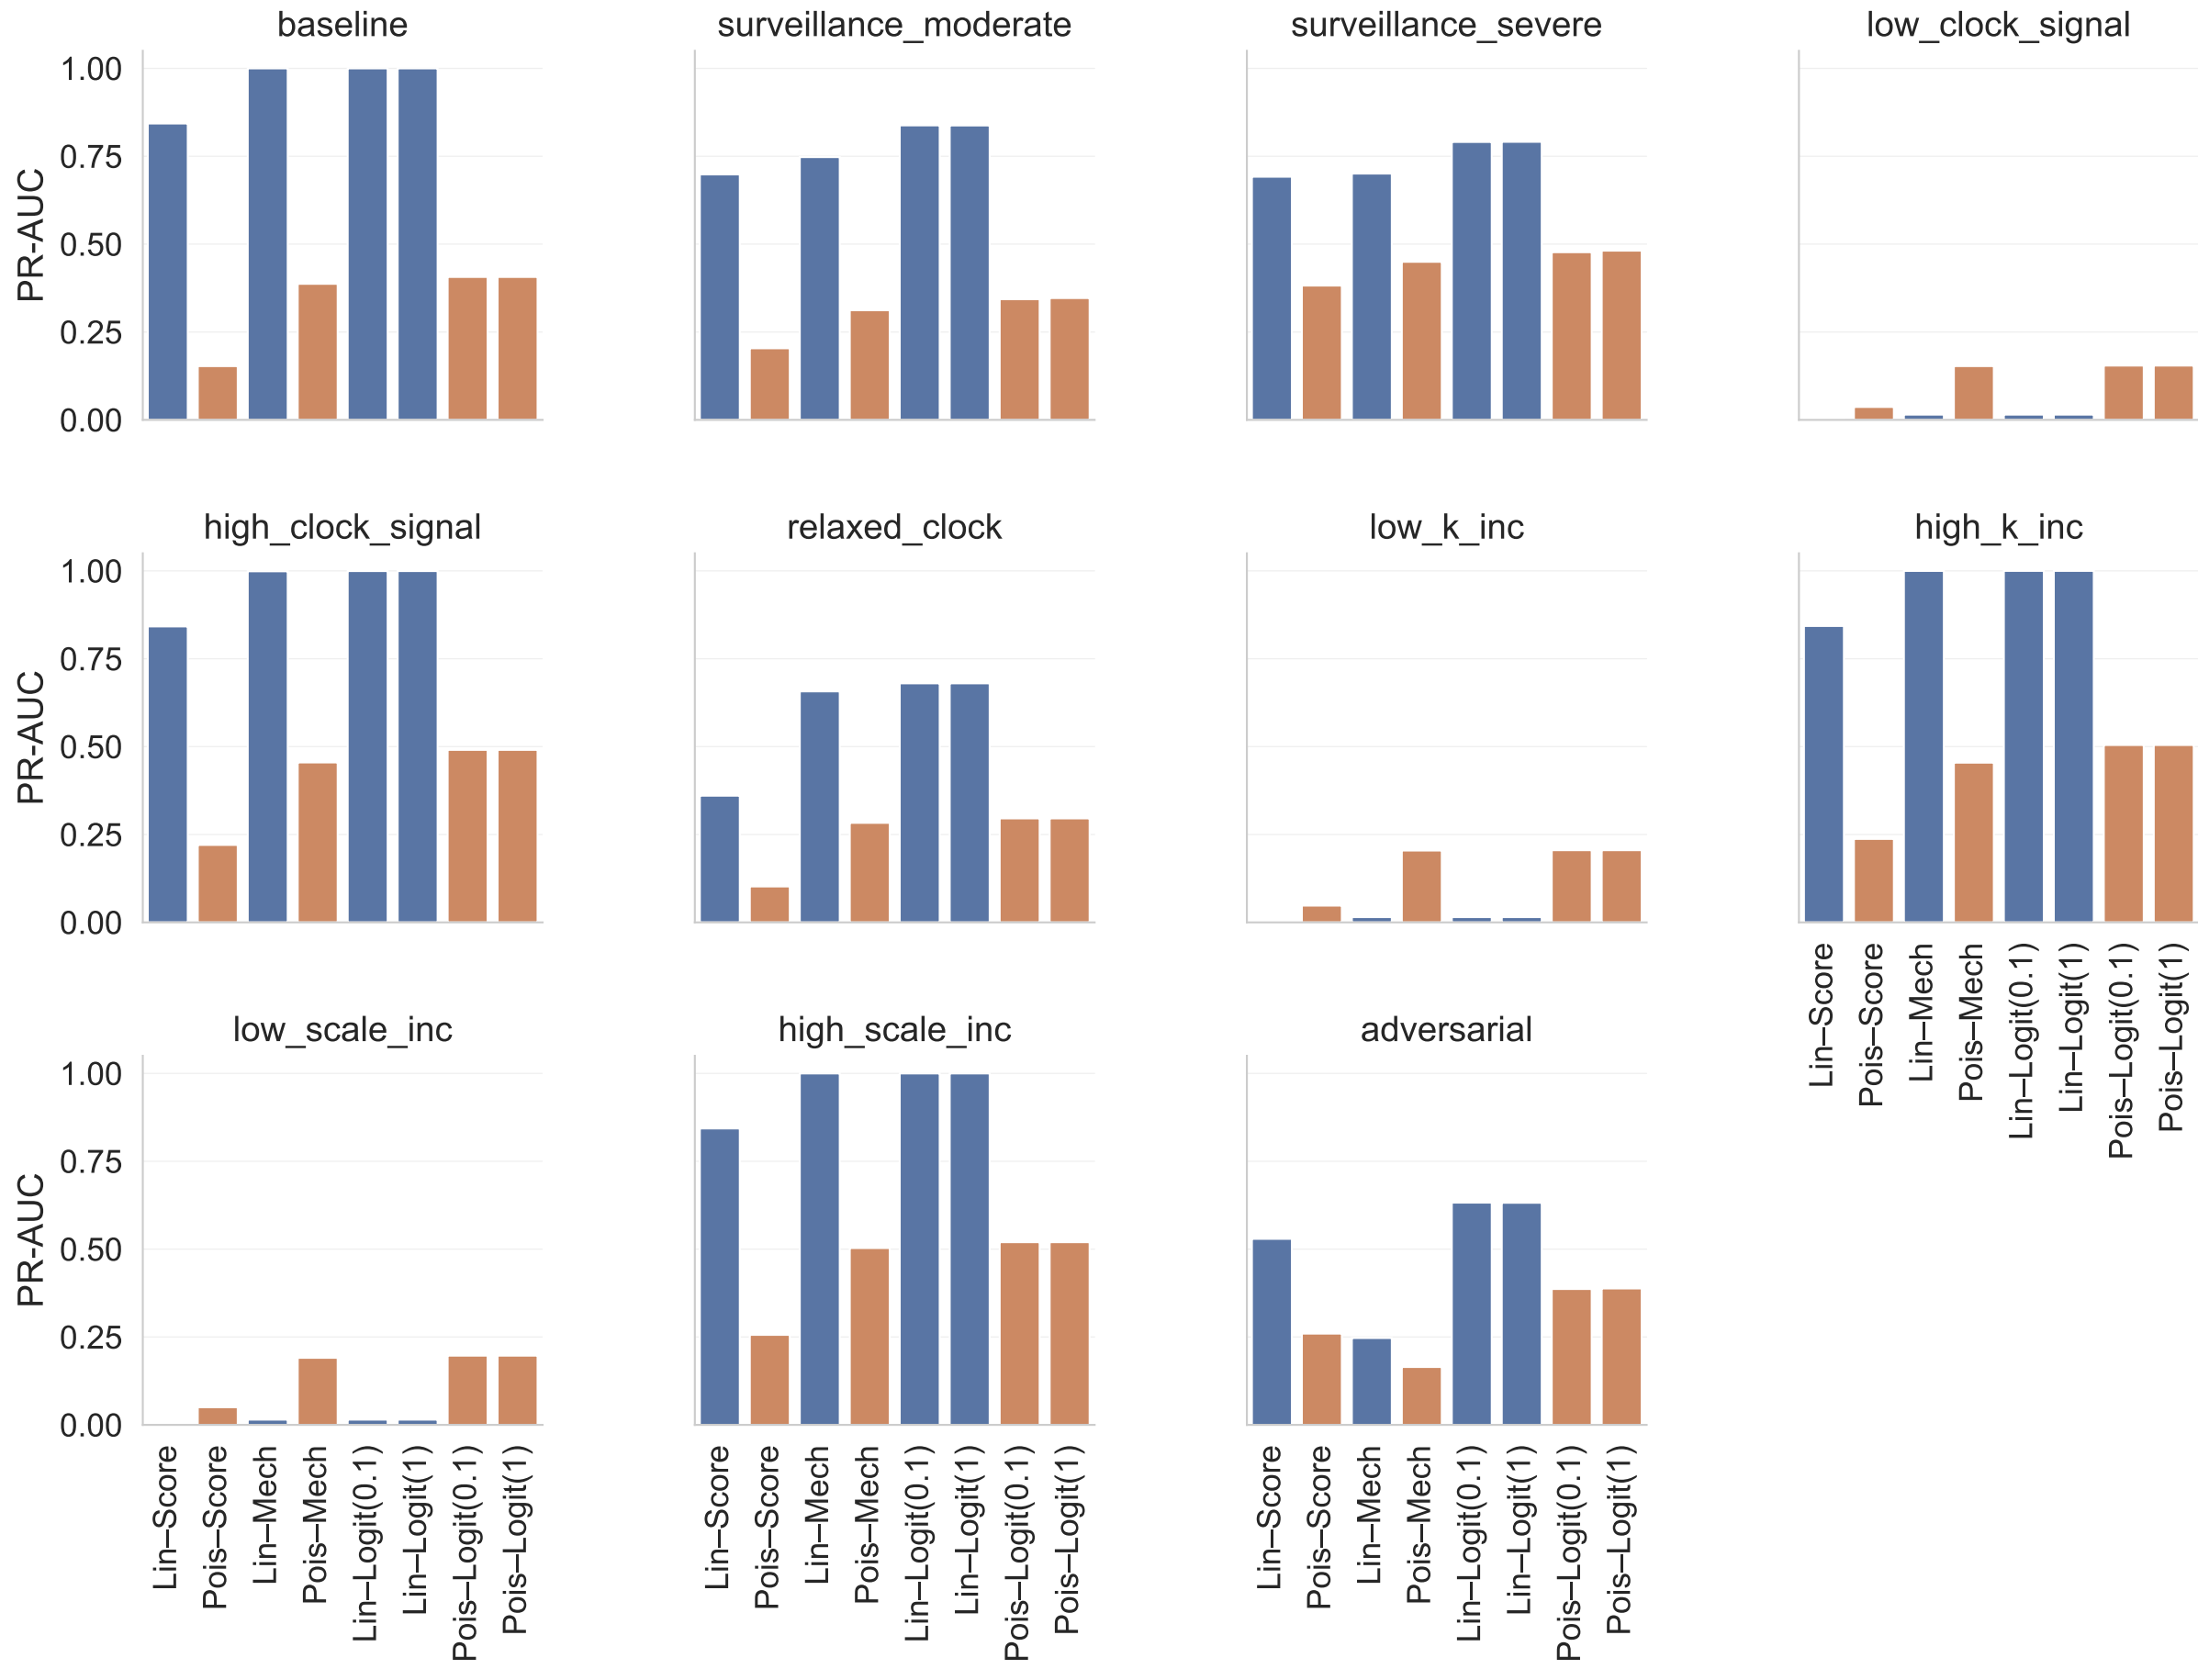 baseline
surveillance_moderate
surveillance_severe
low_clock_signal
PR-AUC
1.00
0.75
0.50
0.25
0.00
high_clock_signal
relaxed_clock
low_k_inc
high_k_inc
PR-AUC
1.00
0.75
0.50
0.25
0.00
Lin–Score
Pois–Score
Lin–Mech
Pois–Mech
Lin–Logit(0.1)
Lin–Logit(1)
Pois–Logit(0.1)
Pois–Logit(1)
low_scale_inc
high_scale_inc
adversarial
PR-AUC
1.00
0.75
0.50
0.25
0.00
Lin–Score
Pois–Score
Lin–Mech
Pois–Mech
Lin–Logit(0.1)
Lin–Logit(1)
Pois–Logit(0.1)
Pois–Logit(1)
Lin–Score
Pois–Score
Lin–Mech
Pois–Mech
Lin–Logit(0.1)
Lin–Logit(1)
Pois–Logit(0.1)
Pois–Logit(1)
Lin–Score
Pois–Score
Lin–Mech
Pois–Mech
Lin–Logit(0.1)
Lin–Logit(1)
Pois–Logit(0.1)
Pois–Logit(1)